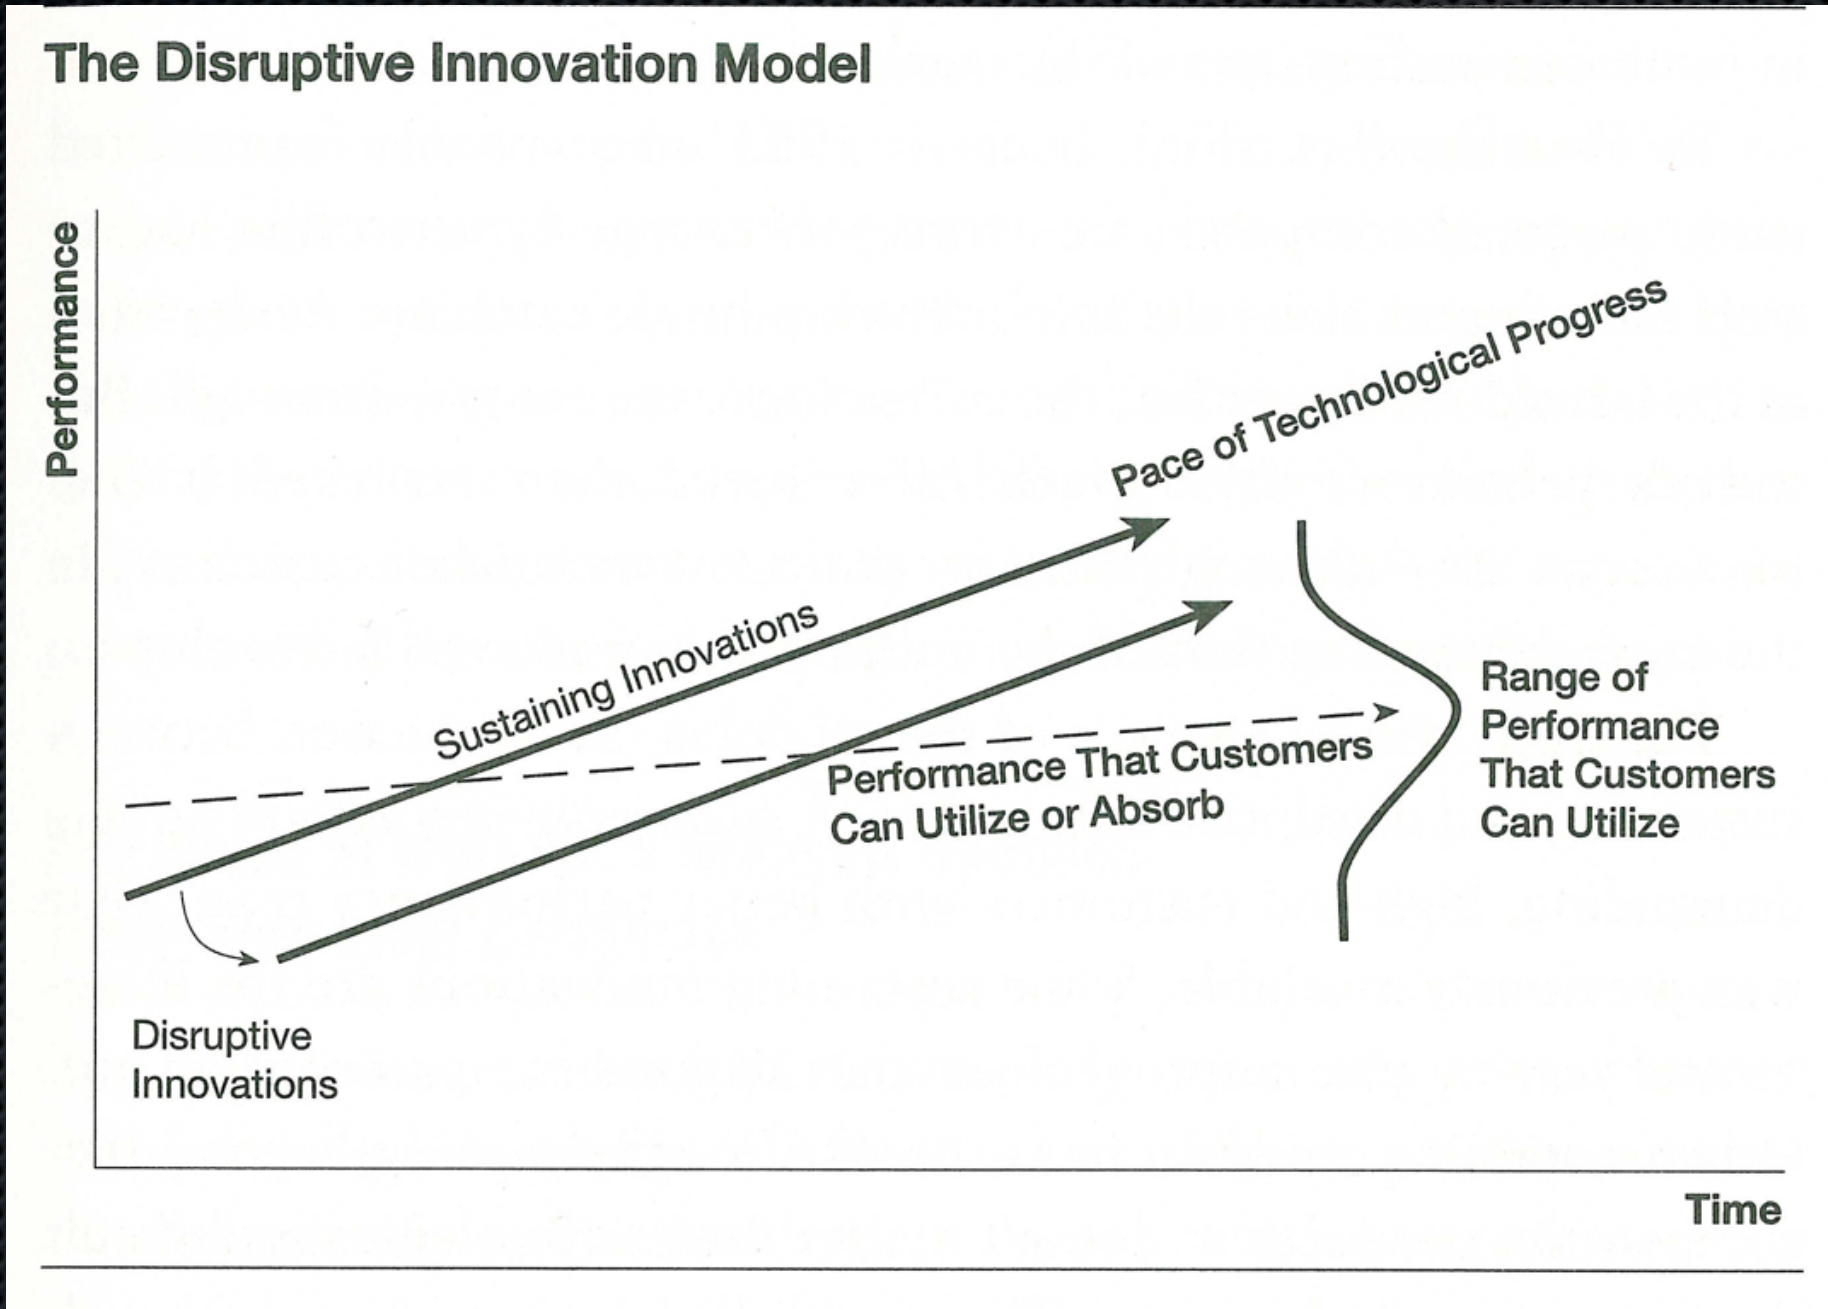 The Disruptive Innovation Model
Performance
Pace of Technological Progress
Sustaining Innovations
Range of
Performance
That Customers
Can Utilize
Performance That Customers
Can Utilize or Absorb
Disruptive
Innovations
Time